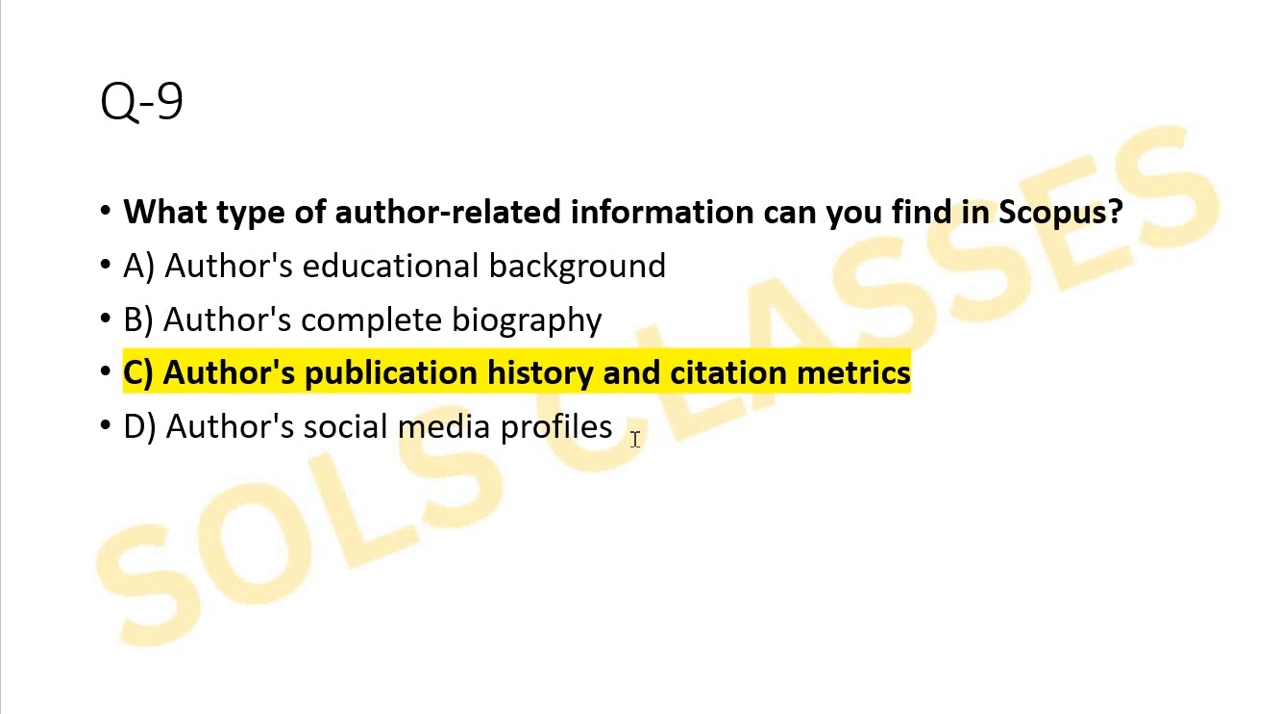 Q-9
• What type of author-related information can you find in Scopus?
• A) Author's educational background
• B) Author's complete biography
• C) Author's publication history and citation metrics
• D) Author's social media profiles
SOLS CLASSES